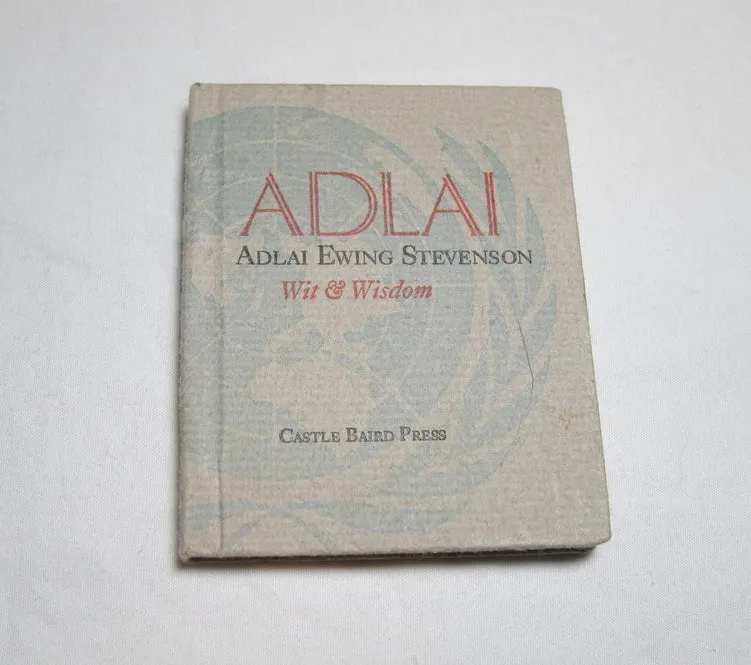 ADLAI
ADLAI EWING STEVENSON
Wit & Wisdom
CASTLE BAIRD PRESS